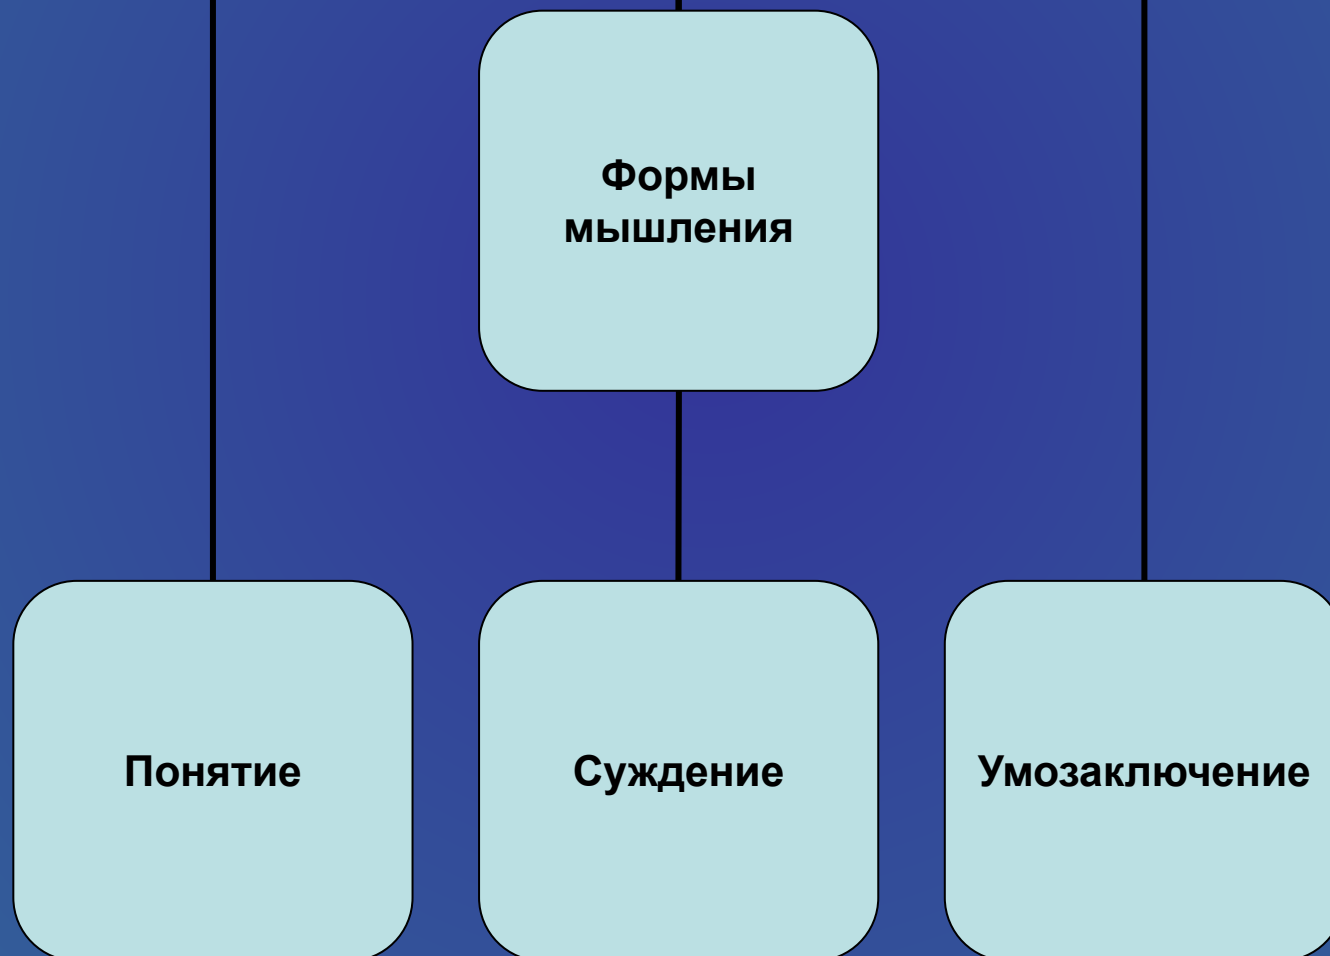 Формы
мышления
Понятие
Суждение
Умозаключение